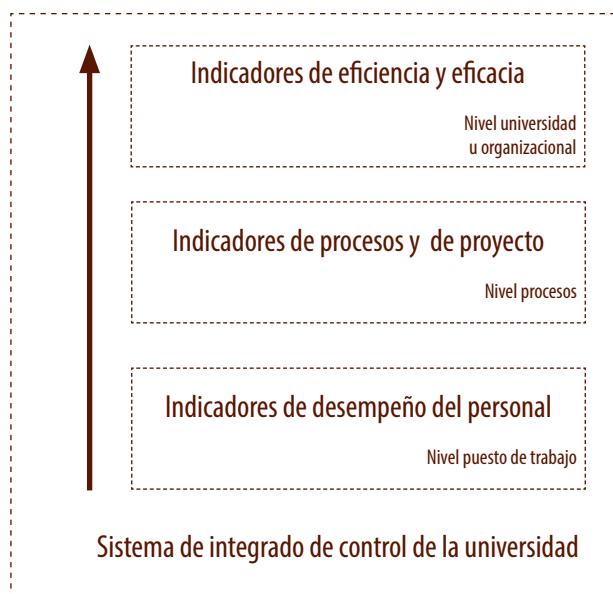 Indicadores de eficiencia y eficacia
Nivel universidad
u organizacional
Indicadores de procesos y de proyecto
Nivel procesos
Indicadores de desempeño del personal
Nivel puesto de trabajo
Sistema de integrado de control de la universidad